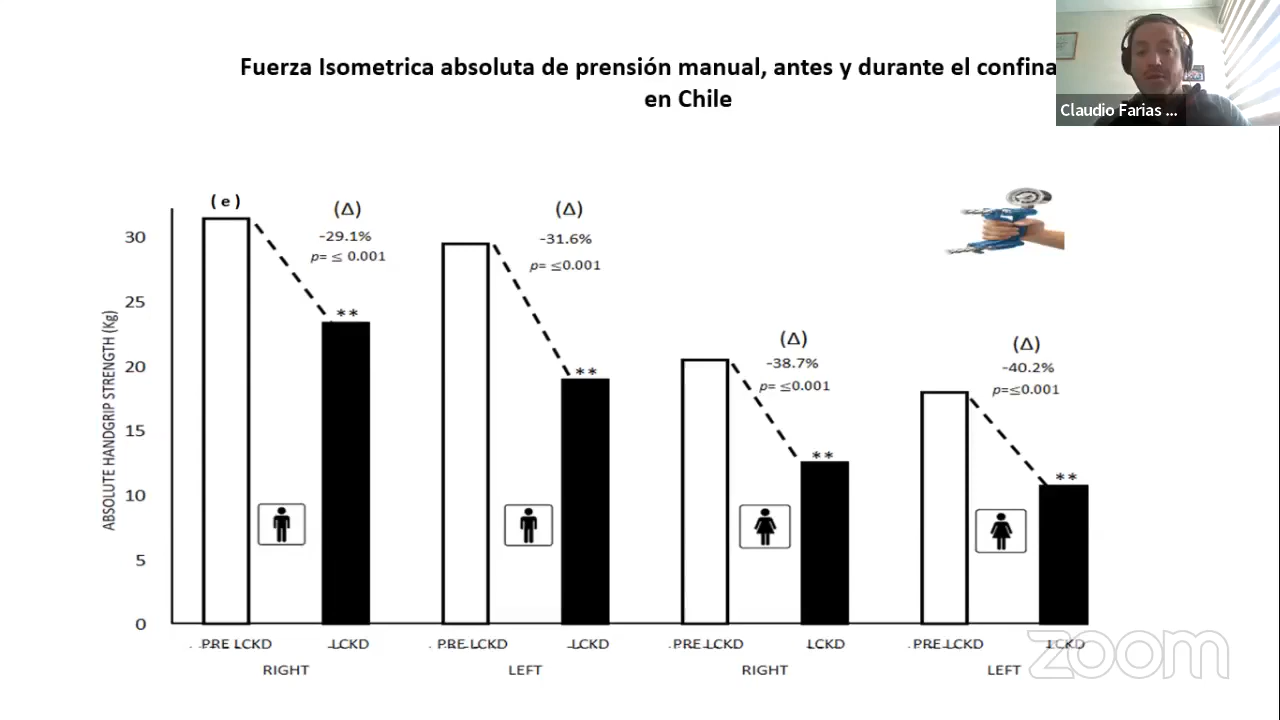 Fuerza Isometrica absoluta de prensión manual, antes y durante el confina
en Chile
Claudio Farias ...
( e )
(Δ)
-29.1%
p= ≤ 0.001
(Δ)
-31.6%
p= ≤0.001
(Δ)
-38.7%
p= ≤0.001
(Δ)
-40.2%
p=≤0.001
**
**
**
**
ABSOLUTE HANDGRIP STRENGTH (Kg)
30
25
20
15
10
5
0
PRE LCKD
LCKD
PRE LCKD
LCKD
PRE LCKD
LCKD
PRE LCKD
LCKD
RIGHT
LEFT
RIGHT
LEFT
zoom